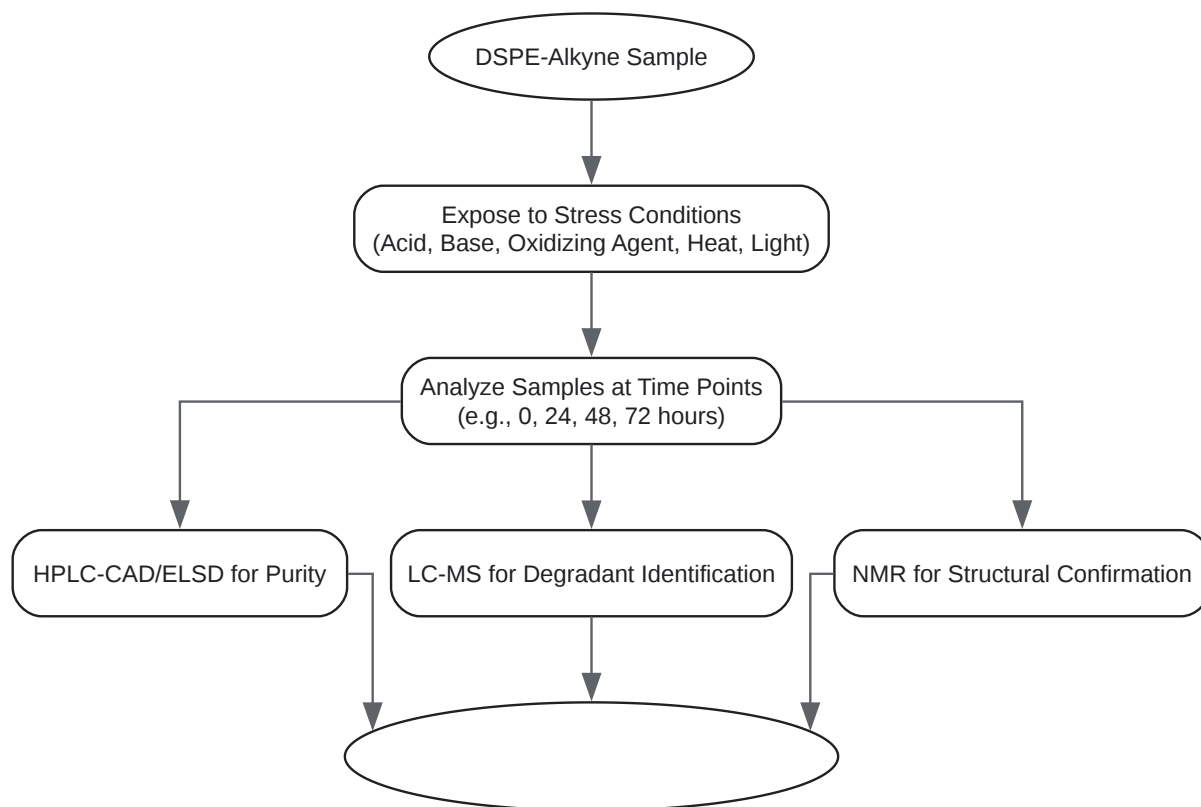 DSPE-Alkyne Sample
Expose to Stress Conditions
(Acid, Base, Oxidizing Agent, Heat, Light)
Analyze Samples at Time Points
(e.g., 0, 24, 48, 72 hours)
HPLC-CAD/ELSD for Purity
LC-MS for Degradant Identification
NMR for Structural Confirmation